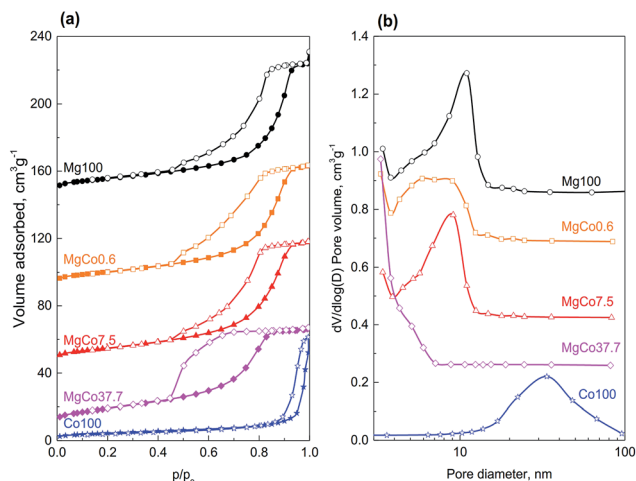 (a)
(b)
240
200
160
120
80
40
0
Volume adsorbed, cm³g⁻¹
Mg100
MgCo0.6
MgCo7.5
MgCo37.7
Co100
0.0 0.2 0.4 0.6 0.8 1.0
p/pₒ
1.4
1.2
1.0
0.8
0.6
0.4
0.2
0.0
dV/dlog(D) Pore volume, cm³g⁻¹
Mg100
MgCo0.6
MgCo7.5
MgCo37.7
Co100
10 100
Pore diameter, nm